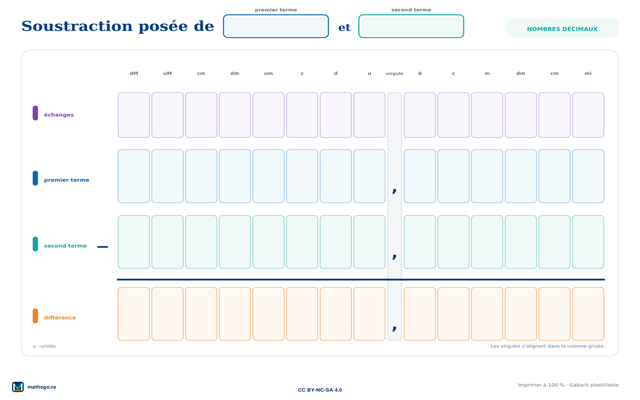 premier terme
second terme
Soustraction posée de
et
NOMBRES DÉCIMAUX
dM uM cm dm um c d u virgule d c m dm cm mi
échanges
premier terme
,
second terme —
,
différence
,
u : unités
Les virgules s'alignent dans la colonne grisée.
mathsgo.re
CC BY-NC-SA 4.0
Imprimer à 100 % · Gabarit plastifiable